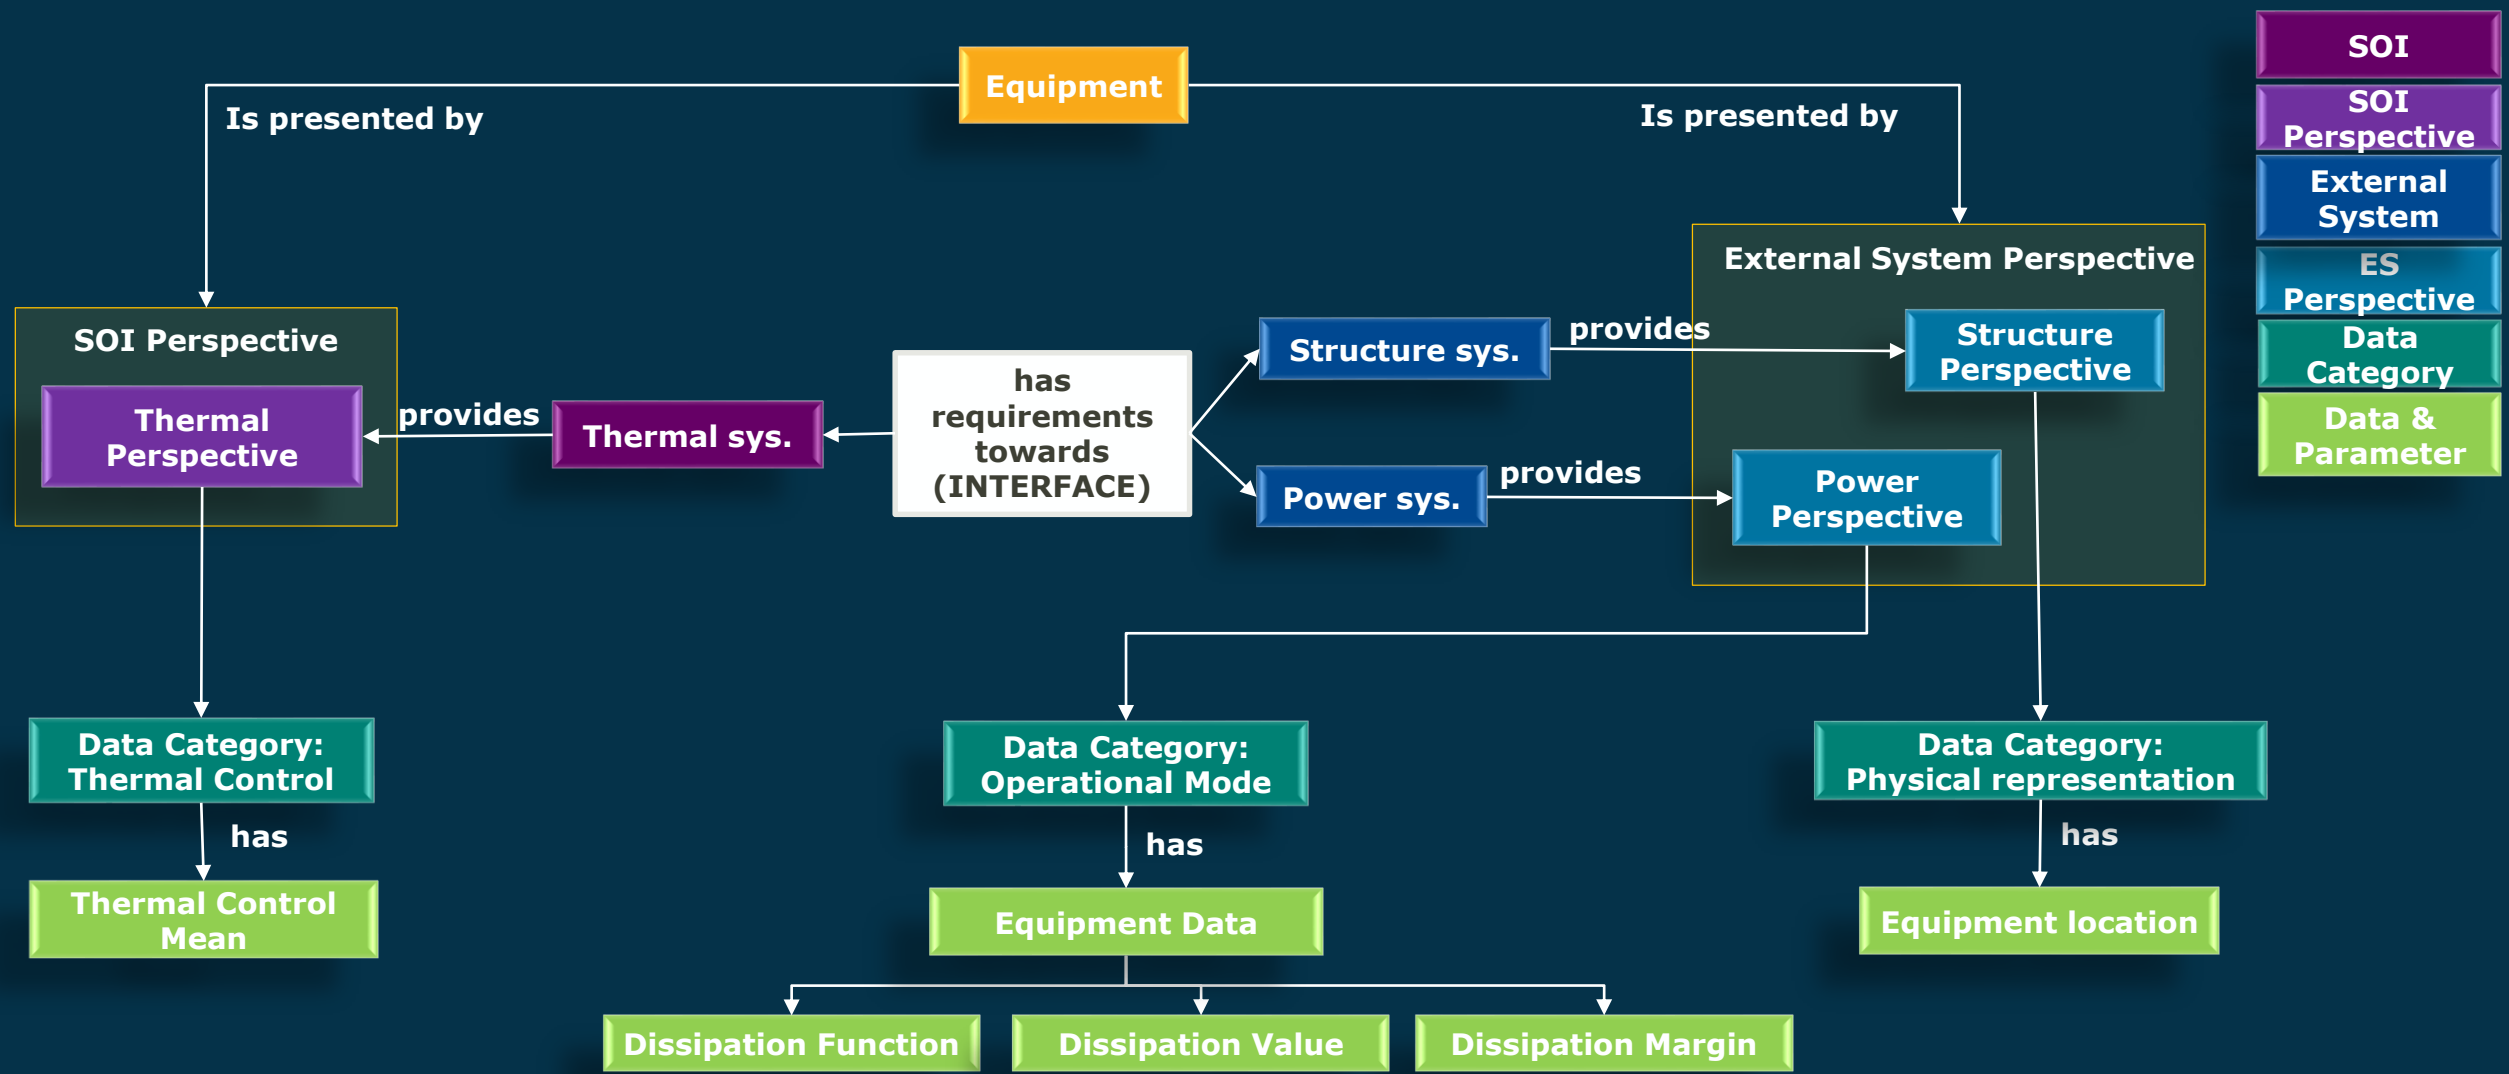 Equipment
Is presented by
Is presented by
SOI
SOI
Perspective
External
System
ES
Perspective
Data
Category
Data &
Parameter
SOI Perspective
Thermal
Perspective
provides
Thermal sys.
has
requirements
towards
(INTERFACE)
Structure sys.
provides
Power sys.
provides
External System Perspective
Structure
Perspective
Power
Perspective
Data Category:
Thermal Control
has
Thermal Control
Mean
Data Category:
Operational Mode
has
Equipment Data
Dissipation Function
Dissipation Value
Dissipation Margin
Data Category:
Physical representation
has
Equipment location